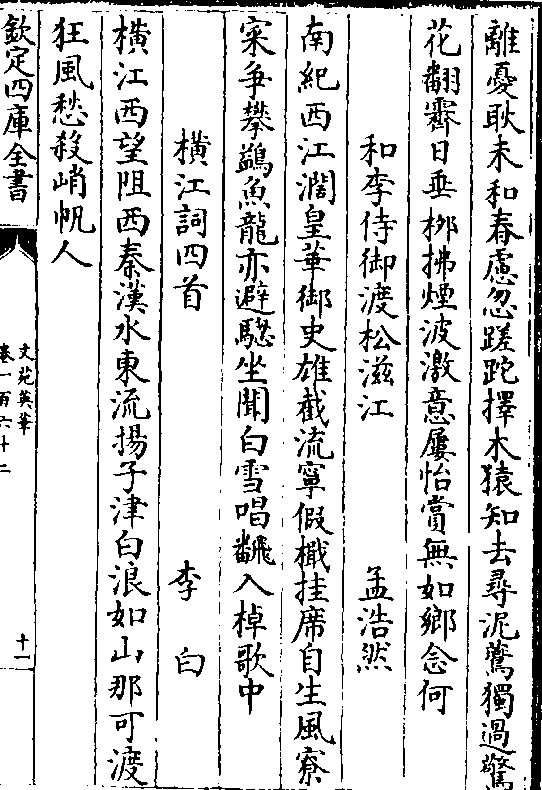 離憂耿未和春慮忽蹉跎擇木猿知去尋泥鷰獨過驚
花翻霽日垂桞拂煙波激意屢怡賞無如鄉念何
和李侍御渡松滋江　孟浩然
南紀西江濶皇華御史雄截流寧假檝挂席自生風寮
寀爭攀鷁魚龍亦避驄坐聞白雪唱飜入棹歌中
橫江詞四首　李白
橫江西望阻西秦漢水東流揚子津白浪如山那可渡
狂風愁殺峭帆人
欽定四庫全書
文苑英華
卷一百六十二
十一